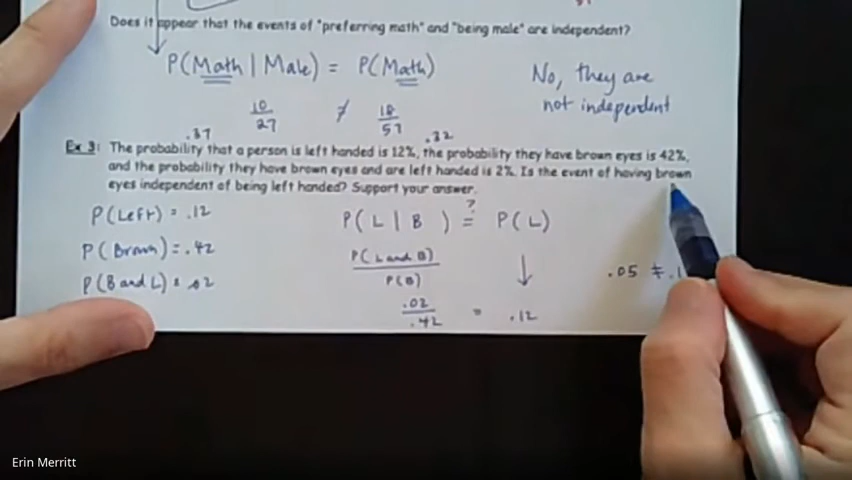 Does it appear that the events of "preferring math" and "being male" are independent?
P(Math | Male) = P(Math)
No, they are
not independent
10/27 ≠ 18/57
.37 .32
Ex 3: The probability that a person is left handed is 12%, the probability they have brown eyes is 42%,
and the probability they have brown eyes and are left handed is 2%. Is the event of having brown
eyes independent of being left handed? Support your answer.
P(Left) = .12
P(Brown) = .42
P(B and L) = .02
P(L | B) ?= P(L)
P(L and B)/P(B) ↓
.02/.42 = .12
.05 ≠ .1
Erin Merritt